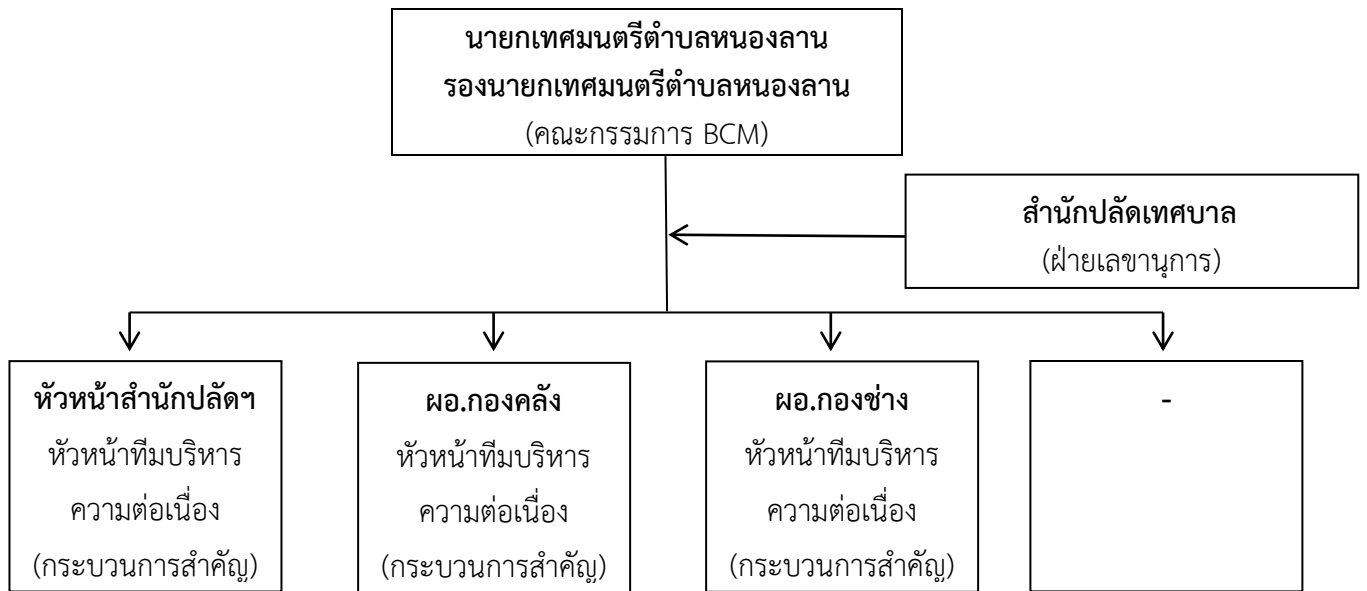 นายกเทศมนตรีตำบลหนองลาน
รองนายกเทศมนตรีตำบลหนองลาน
(คณะกรรมการ BCM)
สำนักปลัดเทศบาล
(ฝ่ายเลขานุการ)
หัวหน้าสำนักปลัดฯ
หัวหน้าทีมบริหาร
ความต่อเนื่อง
(กระบวนการสำคัญ)
ผอ.กองคลัง
หัวหน้าทีมบริหาร
ความต่อเนื่อง
(กระบวนการสำคัญ)
ผอ.กองช่าง
หัวหน้าทีมบริหาร
ความต่อเนื่อง
(กระบวนการสำคัญ)
-